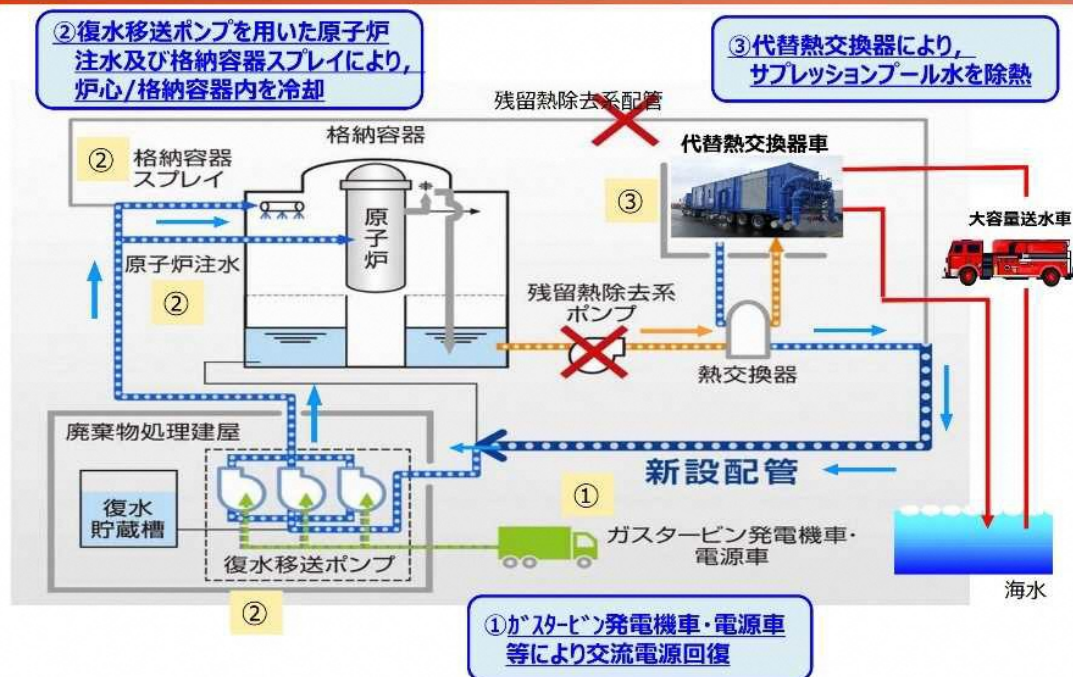 ②復水移送ポンプを用いた原子炉
注水及び格納容器スプレイにより,
炉心/格納容器内を冷却
③代替熱交換器により,
サプレッションプール水を除熱
残留熱除去系配管
格納容器
代替熱交換器車
②
格納容器
スプレイ
③
原子炉
大容量送水車
原子炉注水
②
残留熱除去系
ポンプ
熱交換器
廃棄物処理建屋
新設配管
①
復水
貯蔵槽
ガスタービン発電機車・
電源車
復水移送ポンプ
②
海水
①ガスタービン発電機車・電源車
等により交流電源回復